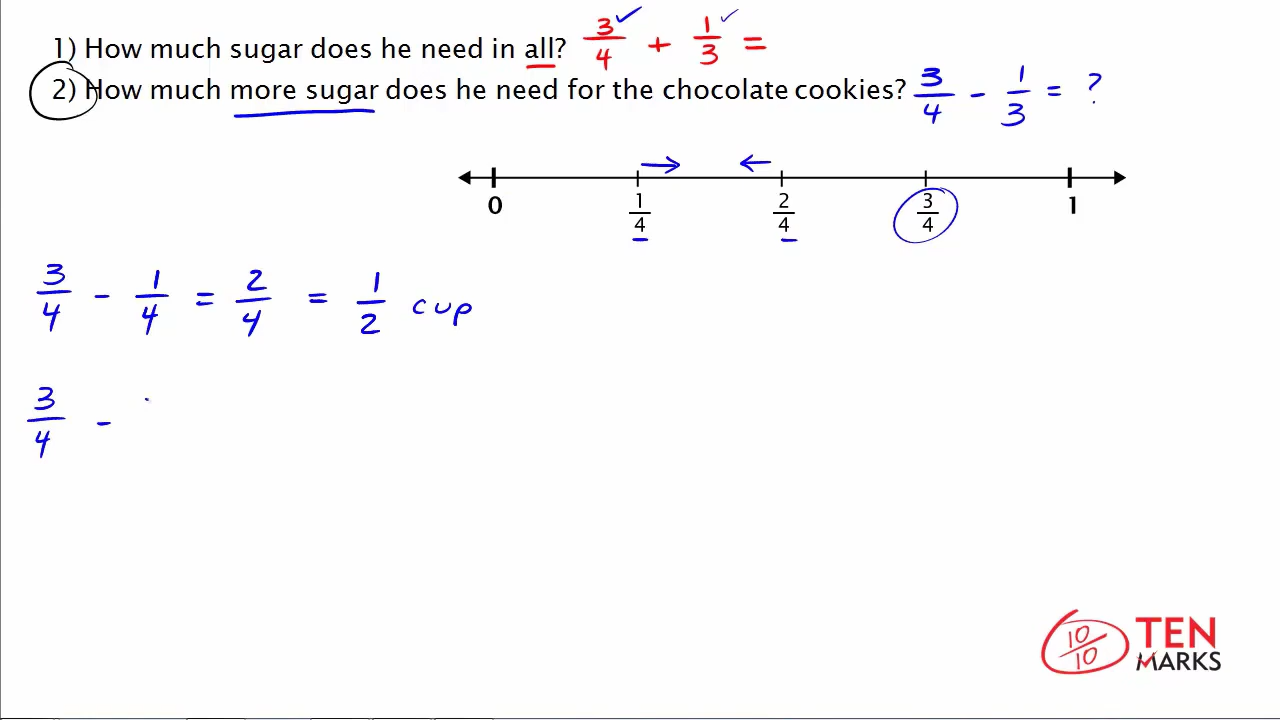 1) How much sugar does he need in all? 3/4 + 1/3 =
2) How much more sugar does he need for the chocolate cookies? 3/4 - 1/3 = ?
0 1/4 2/4 3/4 1
3/4 - 1/4 = 2/4 = 1/2 cup
3/4 -
10/10 TEN MARKS